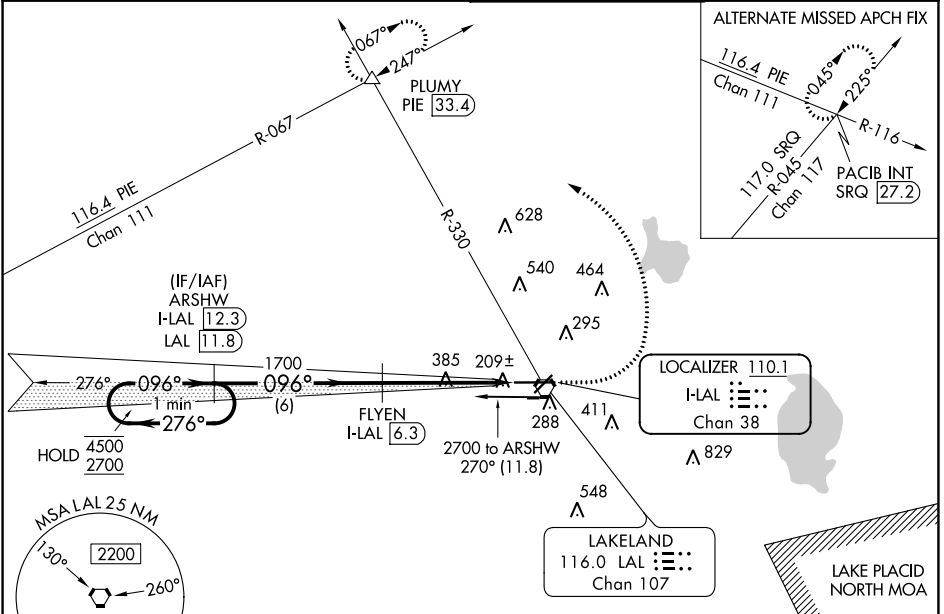 ALTERNATE MISSED APCH FIX
116.4 PIE
Chan 111
045°
225°
R-116
117.0 SRQ
R-045
Chan 117
PACIB INT
SRQ 27.2
067°
247°
PLUMY
PIE 33.4
R-067
116.4 PIE
Chan 111
R-330
628
540
464
295
(IF/IAF)
ARSHW
I-LAL 12.3
LAL 11.8
1700
385
209±
276°
096°
096°
1 min
(6)
276°
FLYEN
I-LAL 6.3
HOLD
4500
2700
2700 to ARSHW
270° (11.8)
288
411
LOCALIZER 110.1
I-LAL
Chan 38
829
548
LAKELAND
116.0 LAL
Chan 107
MSA LAL 25 NM
2200
130°
260°
LAKE PLACID
NORTH MOA